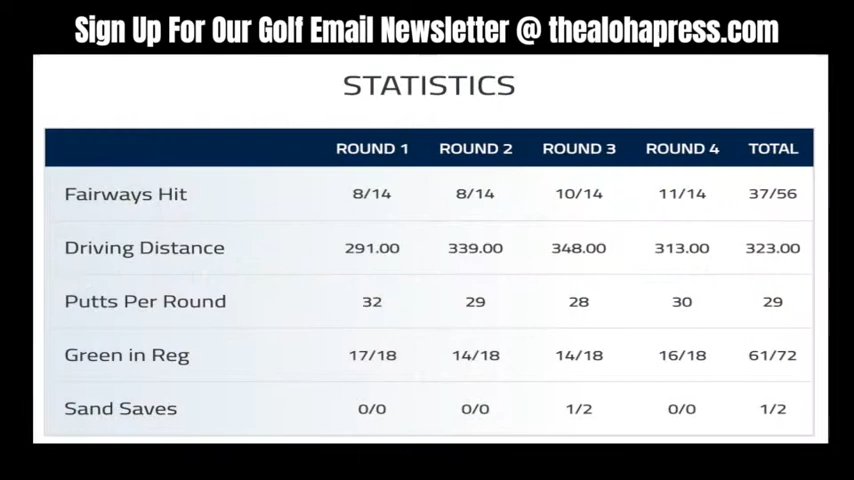 Sign Up For Our Golf Email Newsletter @ thealohapress.com
STATISTICS
ROUND 1 ROUND 2 ROUND 3 ROUND 4 TOTAL
Fairways Hit 8/14 8/14 10/14 11/14 37/56
Driving Distance 291.00 339.00 348.00 313.00 323.00
Putts Per Round 32 29 28 30 29
Green in Reg 17/18 14/18 14/18 16/18 61/72
Sand Saves 0/0 0/0 1/2 0/0 1/2